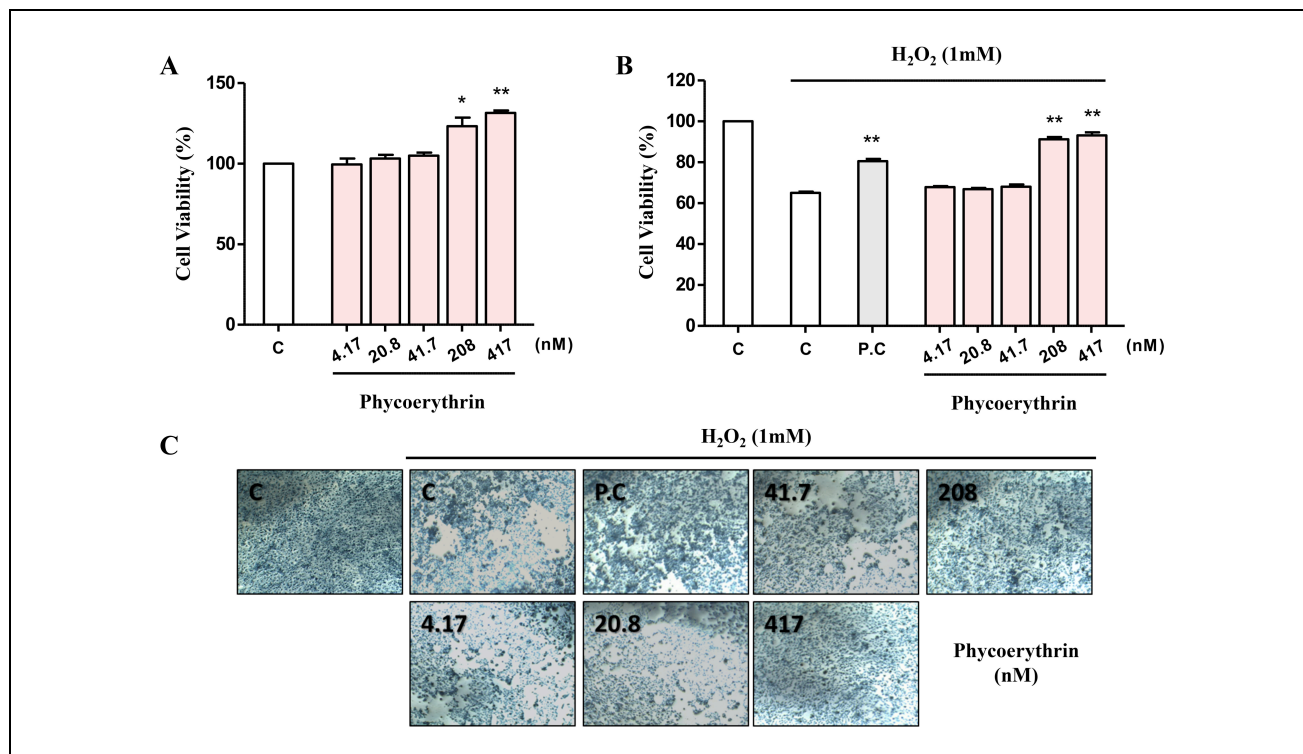 A
Cell Viability (%)
150
100
50
0
*
**
C
4.17
20.8
41.7
208
417
(nM)
Phycoerythrin
B
H₂O₂ (1mM)
Cell Viability (%)
120
100
80
60
40
20
0
**
**
**
C
C
P.C
4.17
20.8
41.7
208
417
(nM)
Phycoerythrin
C
H₂O₂ (1mM)
C
C
P.C
41.7
208
4.17
20.8
417
Phycoerythrin
(nM)